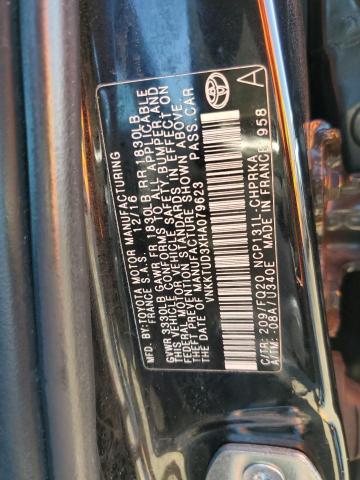 MFD.BY:TOYOTA MOTOR MANUFACTURING
FRANCE S.A.S. 12/16
GVWR 3330LB GAWR FR 1830LB RR 1830LB
THIS VEHICLE CONFORMS TO ALL APPLICABLE
FEDERAL MOTOR VEHICLE SAFETY, BUMPER AND
THEFT PREVENTION STANDARDS IN EFFECT ON
THE DATE OF MANUFACTURE SHOWN ABOVE.
VNKKTUD3XHA079623 PASS.CAR
C/TR: 209/FQ20 NCP131L-CHPRKA
A/TM: -08A/U340E MADE IN FRANCE 958
A
TOYOTA